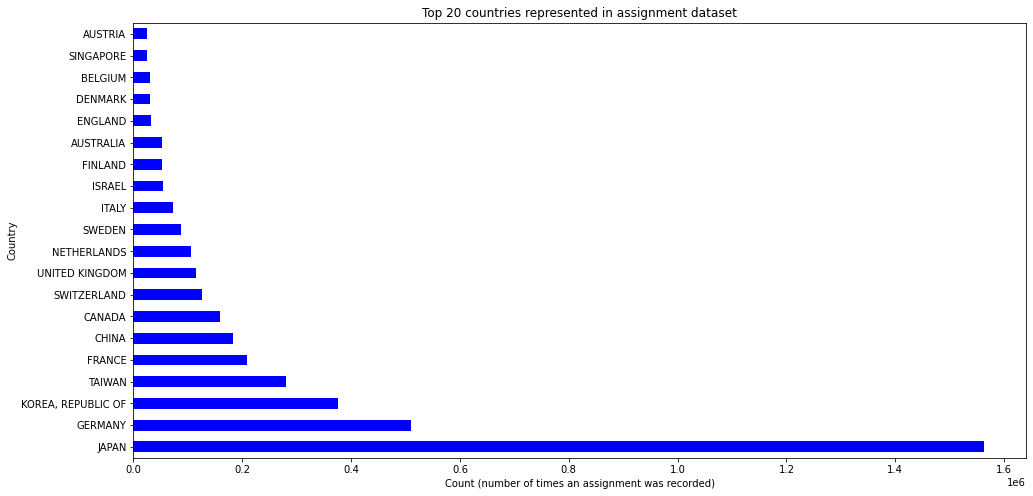 Top 20 countries represented in assignment dataset
AUSTRIA
SINGAPORE
BELGIUM
DENMARK
ENGLAND
AUSTRALIA
FINLAND
ISRAEL
ITALY
SWEDEN
NETHERLANDS
UNITED KINGDOM
SWITZERLAND
CANADA
CHINA
FRANCE
TAIWAN
KOREA, REPUBLIC OF
GERMANY
JAPAN
Country
0.0 0.2 0.4 0.6 0.8 1.0 1.2 1.4 1.6
1e6
Count (number of times an assignment was recorded)